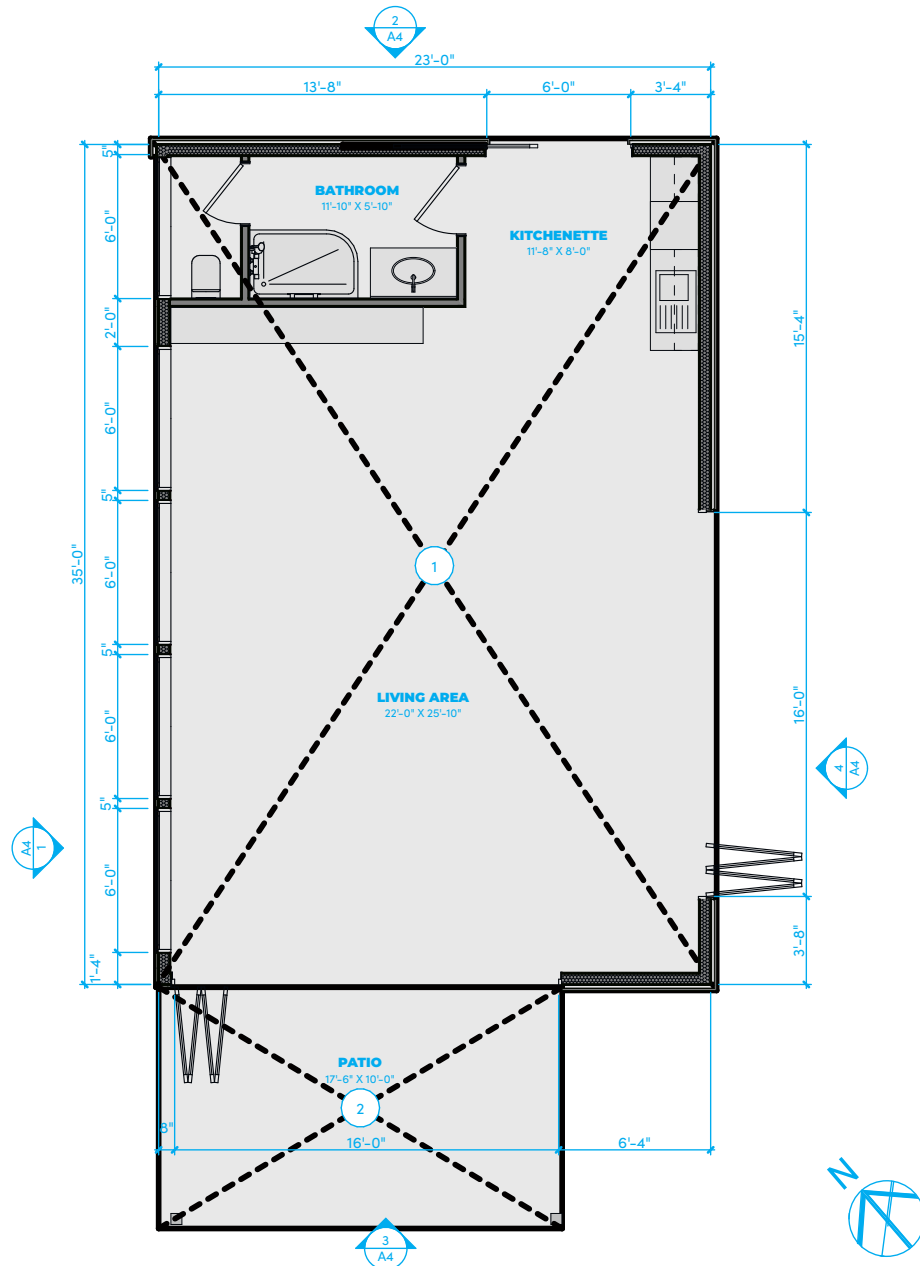 2
A4
23'-0"
13'-8"
6'-0"
3'-4"
5"
BATHROOM
11'-10" X 5'-10"
KITCHENETTE
11'-8" X 8'-0"
6'-0"
2'-0"
15'-4"
6'-0"
5"
35'-0"
1
6'-0"
5"
LIVING AREA
22'-0" X 25'-10"
6'-0"
16'-0"
4
A4
5"
A4
1
6'-0"
3'-8"
1'-4"
PATIO
17'-6" X 10'-0"
2
8"
16'-0"
6'-4"
N
3
A4